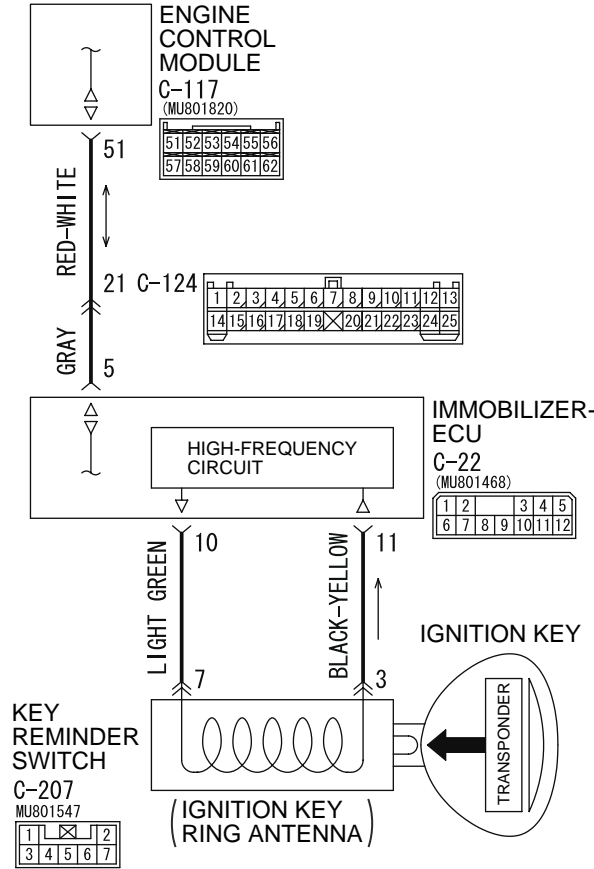 ENGINE
CONTROL
MODULE
C-117
(MU801820)
51 52 53 54 55 56
57 58 59 60 61 62
51
RED-WHITE
21 C-124
1 2 3 4 5 6 7 8 9 10 11 12 13
14 15 16 17 18 19 20 21 22 23 24 25
GRAY
5
IMMOBILIZER-
ECU
C-22
(MU801468)
1 2 3 4 5
6 7 8 9 10 11 12
HIGH-FREQUENCY
CIRCUIT
10
11
LIGHT GREEN
BLACK-YELLOW
7
3
IGNITION KEY
TRANSPONDER
KEY
REMINDER
SWITCH
C-207
MU801547
1 2
3 4 5 6 7
(IGNITION KEY
RING ANTENNA)